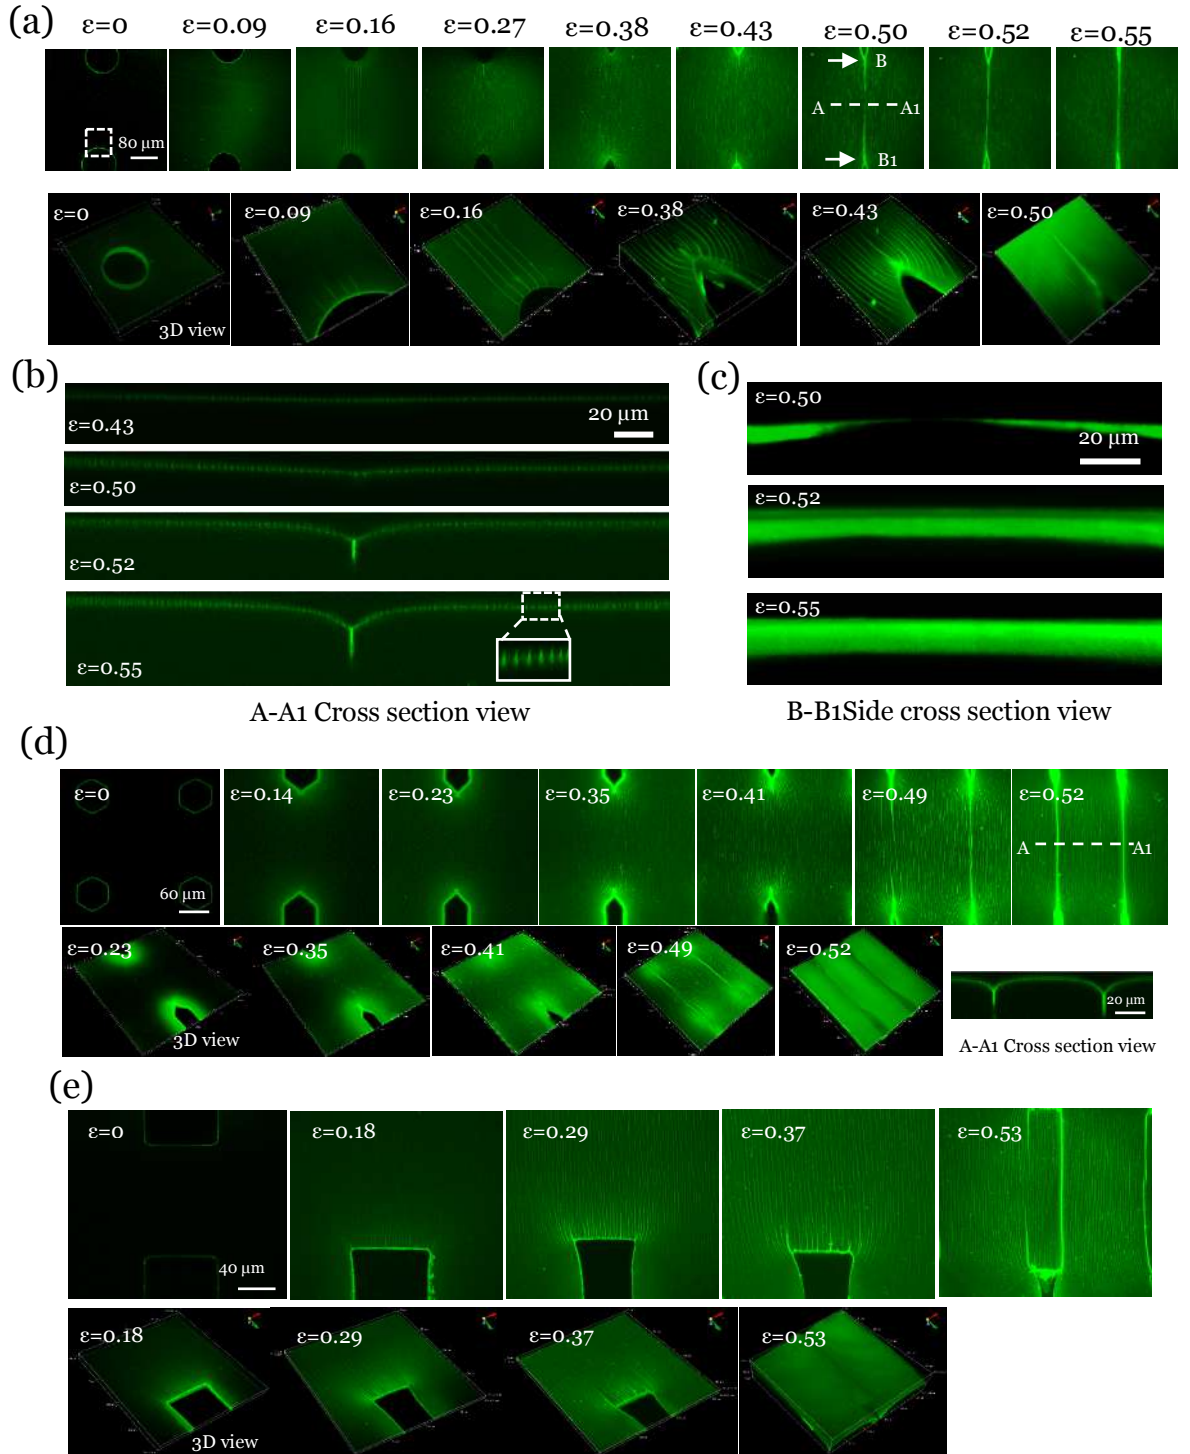 (a)
ε=0 ε=0.09 ε=0.16 ε=0.27 ε=0.38 ε=0.43 ε=0.50 ε=0.52 ε=0.55
B
A A1
80 µm
B1
ε=0 ε=0.09 ε=0.16 ε=0.38 ε=0.43 ε=0.50
3D view
(b)
ε=0.43
20 µm
ε=0.50
ε=0.52
ε=0.55
A-A1 Cross section view
(c)
ε=0.50
20 µm
ε=0.52
ε=0.55
B-B1Side cross section view
(d)
ε=0 ε=0.14 ε=0.23 ε=0.35 ε=0.41 ε=0.49 ε=0.52
A A1
60 µm
ε=0.23 ε=0.35 ε=0.41 ε=0.49 ε=0.52
3D view
20 µm
A-A1 Cross section view
(e)
ε=0 ε=0.18 ε=0.29 ε=0.37 ε=0.53
40 µm
ε=0.18 ε=0.29 ε=0.37 ε=0.53
3D view